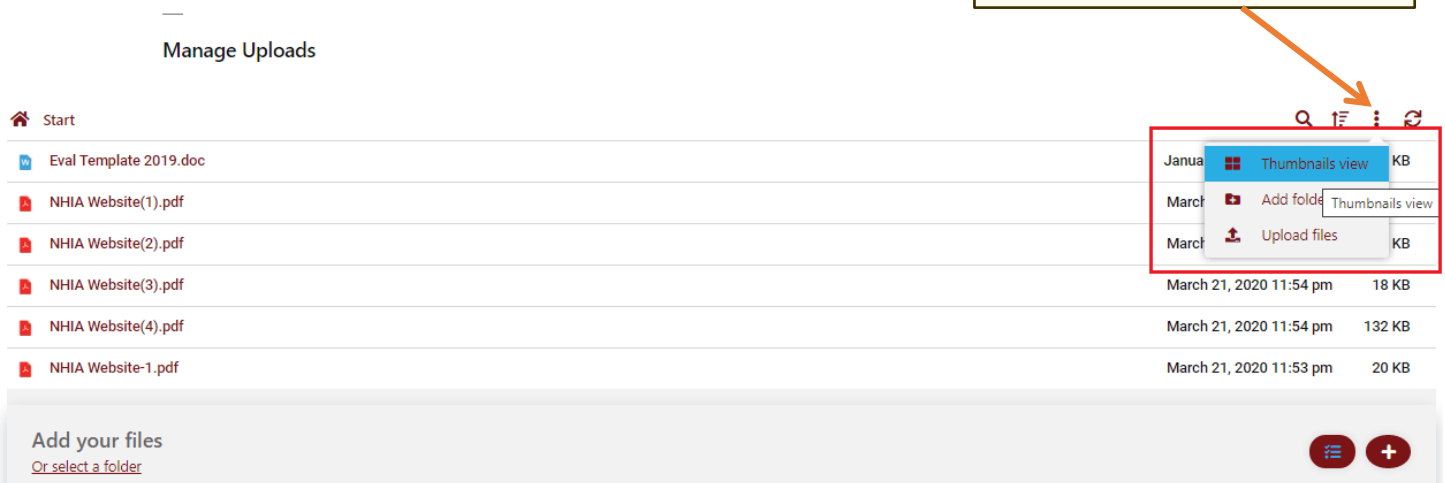 Manage Uploads
Start
Eval Template 2019.doc Janua KB
Thumbnails view
NHIA Website(1).pdf March
Add folde
Thumbnails view
NHIA Website(2).pdf March KB
Upload files
NHIA Website(3).pdf March 21, 2020 11:54 pm 18 KB
NHIA Website(4).pdf March 21, 2020 11:54 pm 132 KB
NHIA Website-1.pdf March 21, 2020 11:53 pm 20 KB
Add your files
Or select a folder